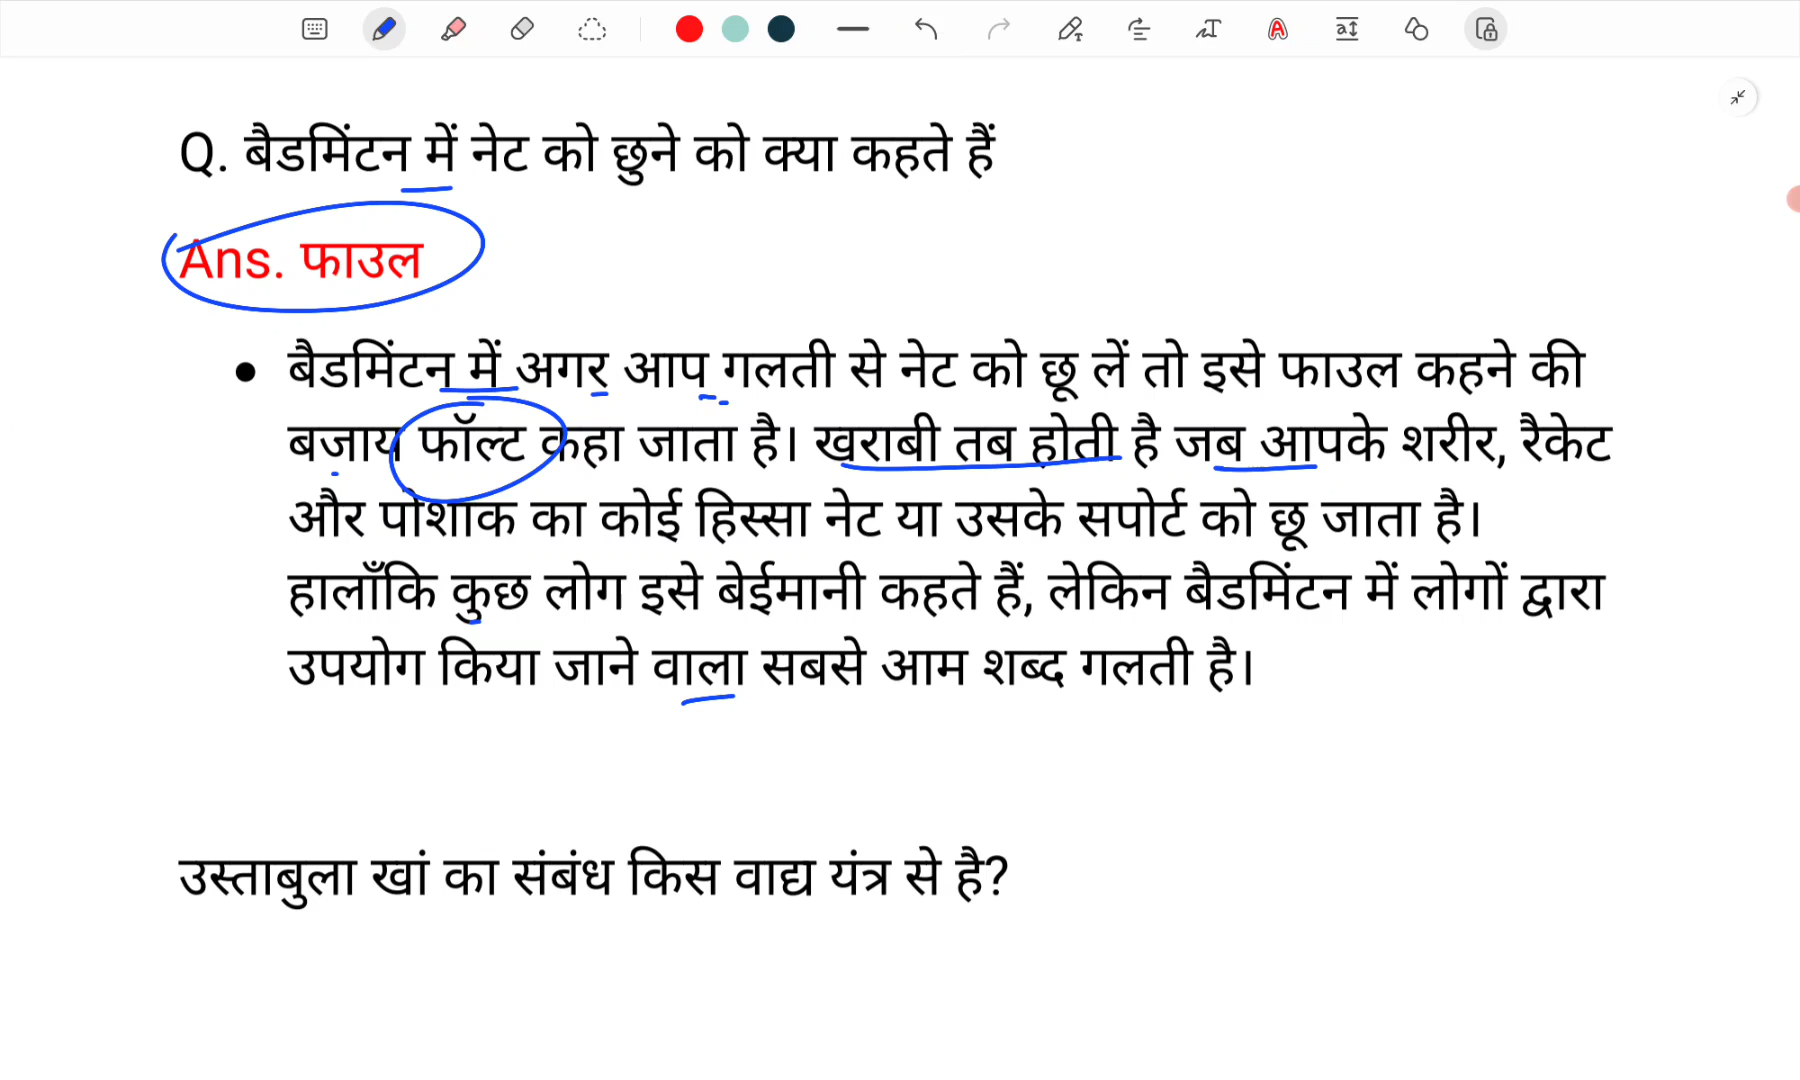 Q. बैडमिंटन में नेट को छुने को क्या कहते हैं
Ans. फाउल
● बैडमिंटन में अगर आप गलती से नेट को छू लें तो इसे फाउल कहने की
बजाय फॉल्ट कहा जाता है। खराबी तब होती है जब आपके शरीर, रैकेट
और पोशाक का कोई हिस्सा नेट या उसके सपोर्ट को छू जाता है।
हालाँकि कुछ लोग इसे बेईमानी कहते हैं, लेकिन बैडमिंटन में लोगों द्वारा
उपयोग किया जाने वाला सबसे आम शब्द गलती है।
उस्ताबुला खां का संबंध किस वाद्य यंत्र से है?